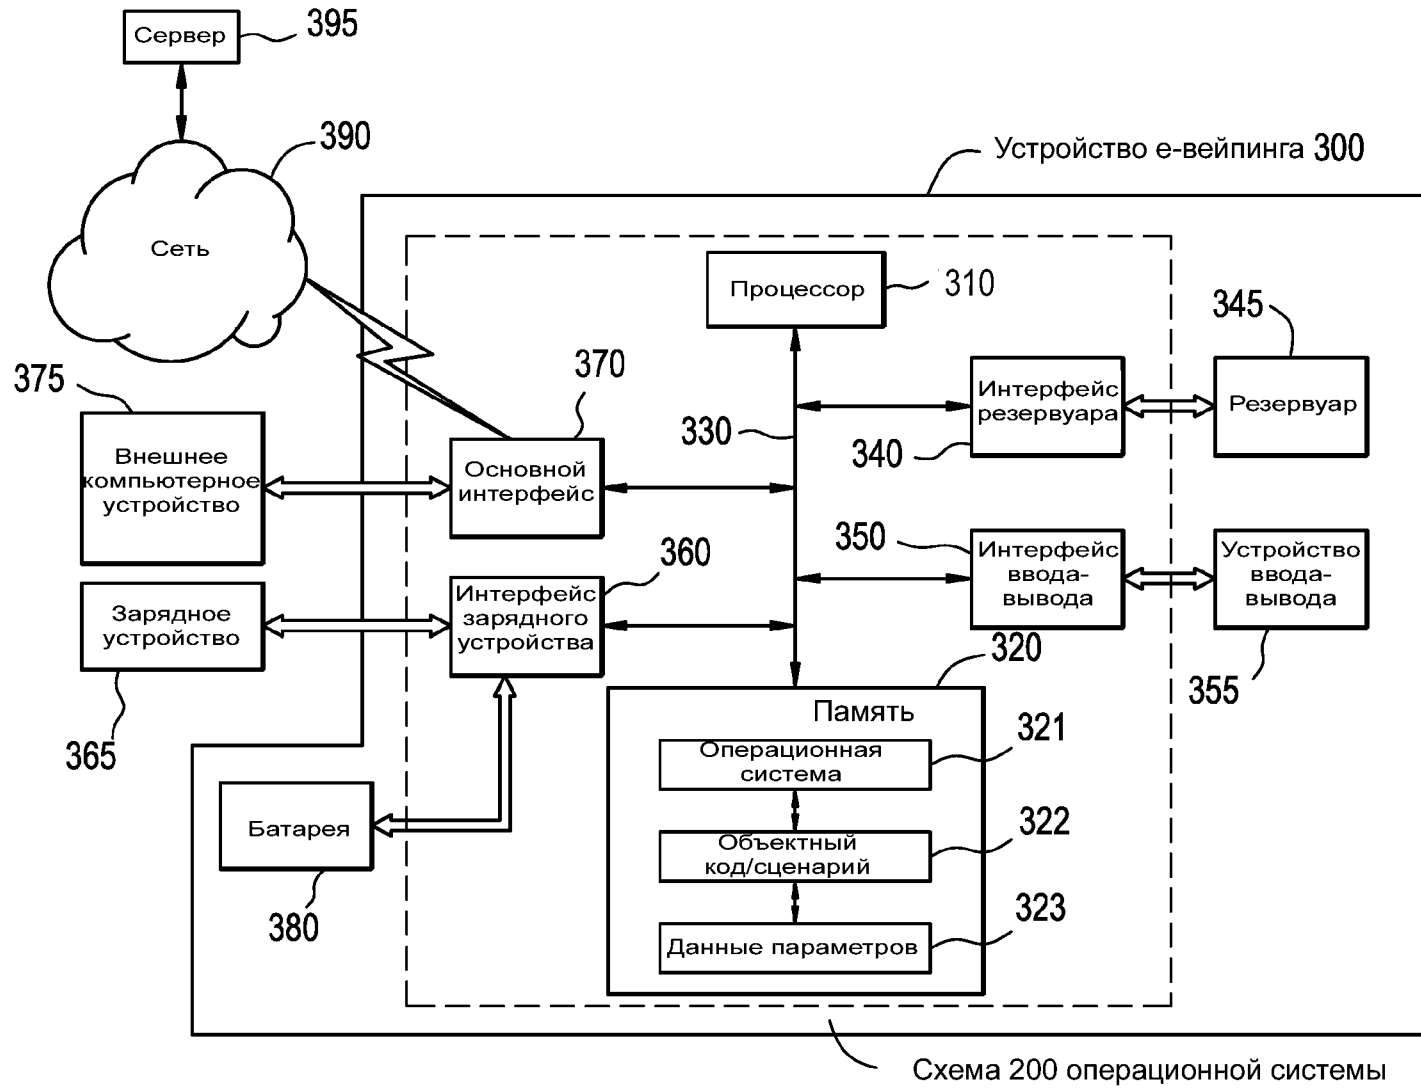 Сервер
395
390
Сеть
Устройство е-вейпинга 300
Процессор
310
345
375
370
330
Интерфейс
резервуара
340
Резервуар
Внешнее
компьютерное
устройство
Основной
интерфейс
350
Интерфейс
ввода-
вывода
Устройство
ввода-
вывода
355
360
Зарядное
устройство
365
Интерфейс
зарядного
устройства
320
Память
Операционная
система
321
Батарея
380
Объектный
код/сценарий
322
Данные параметров
323
Схема 200 операционной системы